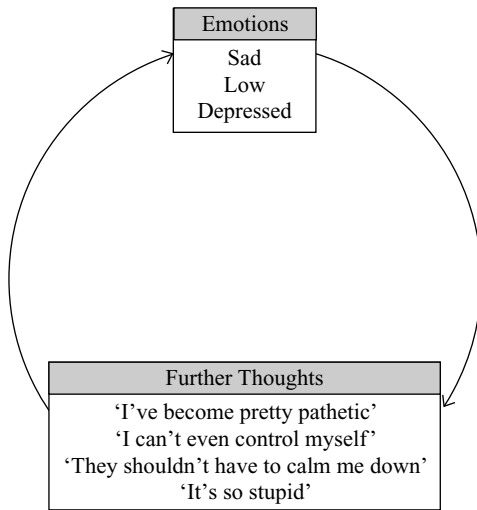 Emotions
Sad
Low
Depressed
Further Thoughts
‘I’ve become pretty pathetic’
‘I can’t even control myself’
‘They shouldn’t have to calm me down’
‘It’s so stupid’